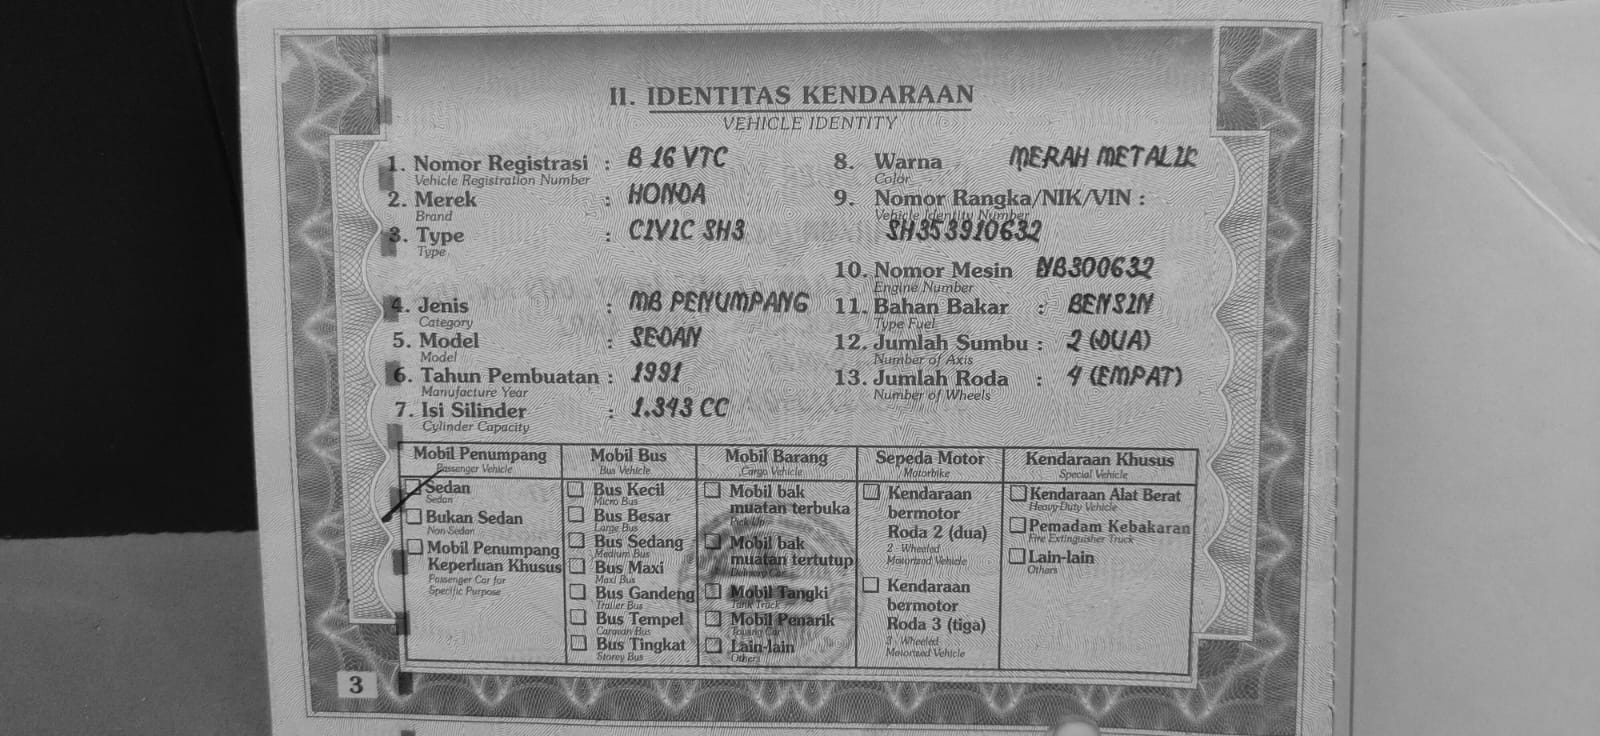 II. IDENTITAS KENDARAAN
VEHICLE IDENTITY
1. Nomor Registrasi : B 16 VTC
Vehicle Registration Number
2. Merek : HONDA
Brand
3. Type : CIVIC SH3
Type
4. Jenis : MB PENUMPANG
Category
5. Model : SEDAN
Model
6. Tahun Pembuatan : 1991
Manufacture Year
7. Isi Silinder : 1.343 CC
Cylinder Capacity
8. Warna MERAH METALIK
Color
9. Nomor Rangka/NIK/VIN :
Vehicle Identity Number
SH353910632
10. Nomor Mesin NB300632
Engine Number
11. Bahan Bakar : BENSIN
Type Fuel
12. Jumlah Sumbu : 2 (DUA)
Number of Axis
13. Jumlah Roda : 4 (EMPAT)
Number of Wheels
Mobil Penumpang
Passenger Vehicle
Sedan
Sedan
Bukan Sedan
Non-Sedan
Mobil Penumpang
Keperluan Khusus
Passenger Car for
Specific Purpose
Mobil Bus
Bus Vehicle
Bus Kecil
Micro Bus
Bus Besar
Large Bus
Bus Sedang
Medium Bus
Bus Maxi
Maxi Bus
Bus Gandeng
Trailer Bus
Bus Tempel
Caravan Bus
Bus Tingkat
Storey Bus
Mobil Barang
Cargo Vehicle
Mobil bak
muatan terbuka
Pick Up
Mobil bak
muatan tertutup
Delivery Car
Mobil Tangki
Tank Truck
Mobil Penarik
Towing Car
Lain-lain
Others
Sepeda Motor
Motorbike
Kendaraan
bermotor
Roda 2 (dua)
2 - Wheeled
Motorized Vehicle
Kendaraan
bermotor
Roda 3 (tiga)
3 - Wheeled
Motorized Vehicle
Kendaraan Khusus
Special Vehicle
Kendaraan Alat Berat
Heavy-Duty Vehicle
Pemadam Kebakaran
Fire Extinguisher Truck
Lain-lain
Others
3